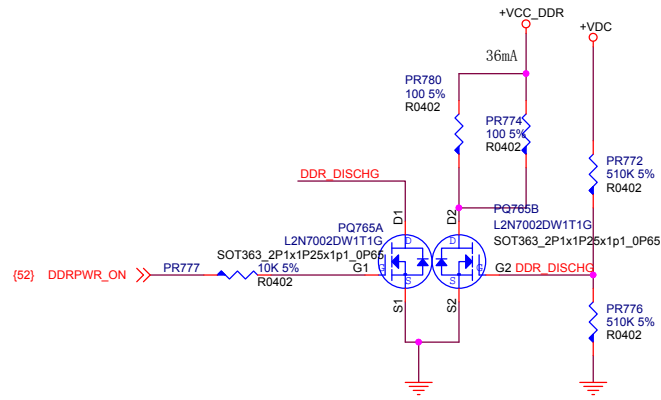 +VCC_DDR
+VDC
36mA
PR780
100 5%
R0402
PR774
100 5%
R0402
PR772
510K 5%
R0402
DDR_DISCHG
D1
D2
PQ765A
L2N7002DW1T1G
SOT363_2P1x1P25x1p1_0P65
PQ765B
L2N7002DW1T1G
SOT363_2P1x1P25x1p1_0P65
D
D
{52} DDRPWR_ON
PR777
10K 5%
R0402
G1
G
G
G2
DDR_DISCHG
S
S
S1
S2
PR776
510K 5%
R0402